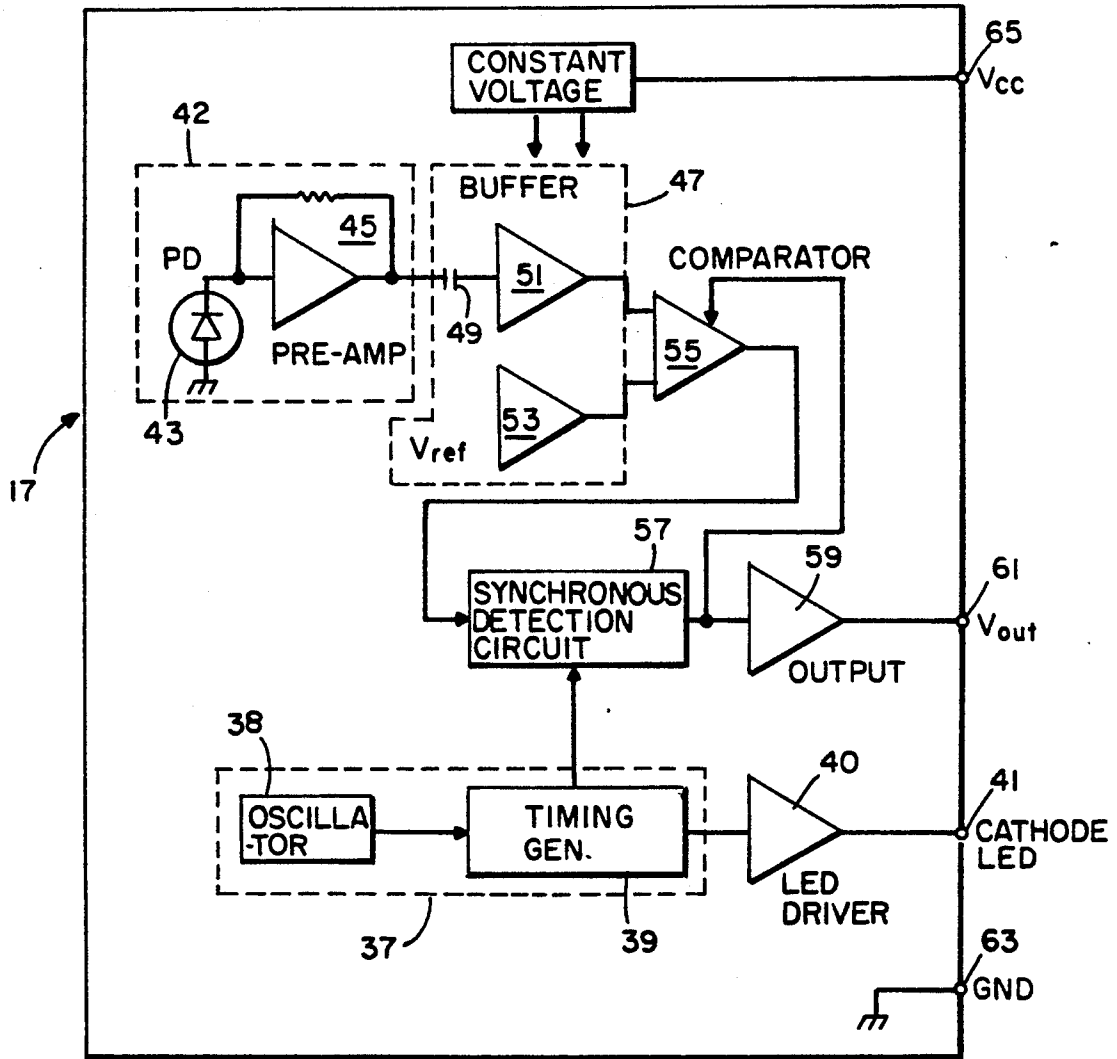 65
CONSTANT
VOLTAGE
Vcc
42
BUFFER
47
45
PD
COMPARATOR
51
49
PRE-AMP
55
43
53
Vref
17
57
59
61
SYNCHRONOUS
DETECTION
CIRCUIT
Vout
OUTPUT
38
40
41
OSCILLA
-TOR
TIMING
GEN.
CATHODE
LED
LED
DRIVER
37
39
63
GND